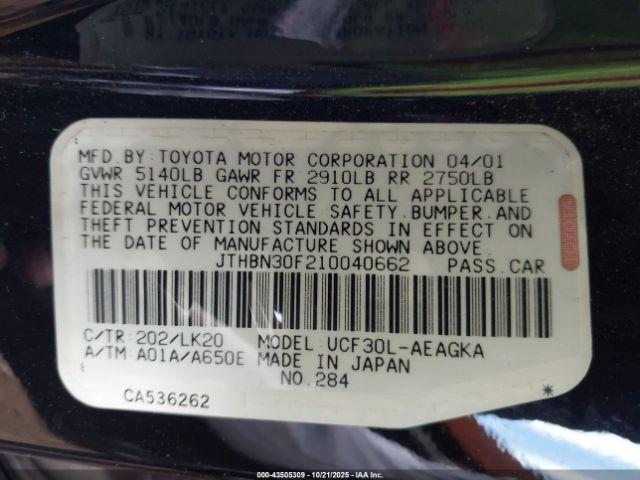 MFD. BY: TOYOTA MOTOR CORPORATION 04/01
GVWR 5140LB GAWR FR 2910LB RR 2750LB
THIS VEHICLE CONFORMS TO ALL APPLICABLE
FEDERAL MOTOR VEHICLE SAFETY, BUMPER, AND
THEFT PREVENTION STANDARDS IN EFFECT ON
THE DATE OF MANUFACTURE SHOWN ABOVE.
JTHBN30F210040662 PASS. CAR
C/TR: 202/LK20 MODEL: UCF30L-AEAGKA
A/TM: A01A/A650E MADE IN JAPAN
NO. 284
CA536262
000-43505309 - 10/21/2025 - IAAI.COM